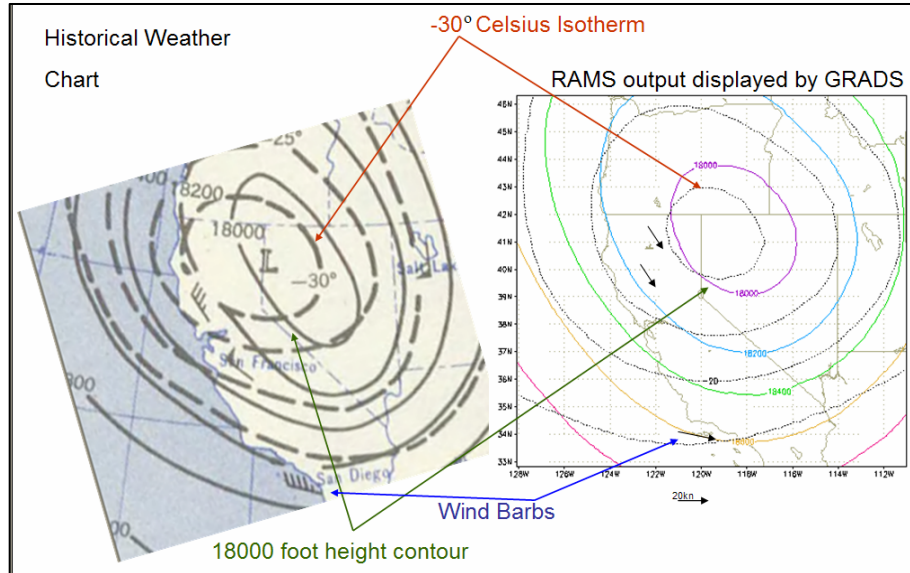 Historical Weather
Chart
-30° Celsius Isotherm
RAMS output displayed by GRADS
-25°
400
18200
18000
L
-30°
Salt Lak
San Francisco
800
San Diego
00
46N
45N
44N
43N
42N
41N
40N
39N
38N
37N
36N
35N
34N
33N
18000
18000
18200
-20
18400
128W
126W
124W
122W
120W
118W
116W
114W
112W
20kn
Wind Barbs
18000 foot height contour